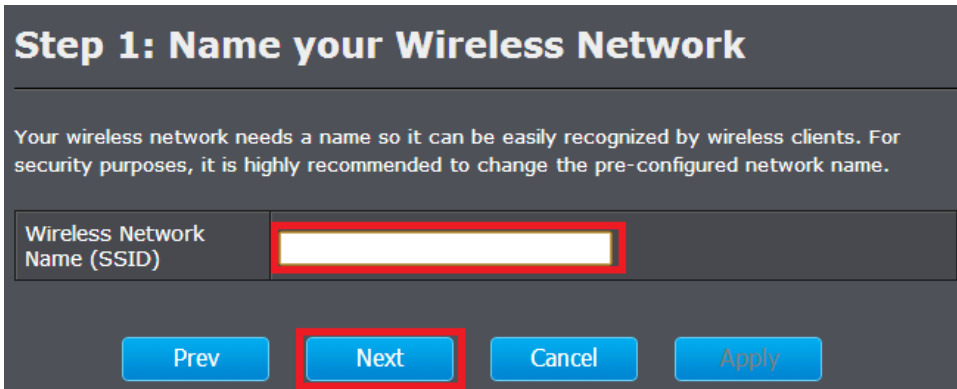 Step 1: Name your Wireless Network
Your wireless network needs a name so it can be easily recognized by wireless clients. For
security purposes, it is highly recommended to change the pre-configured network name.
Wireless Network
Name (SSID)
Prev Next Cancel Apply